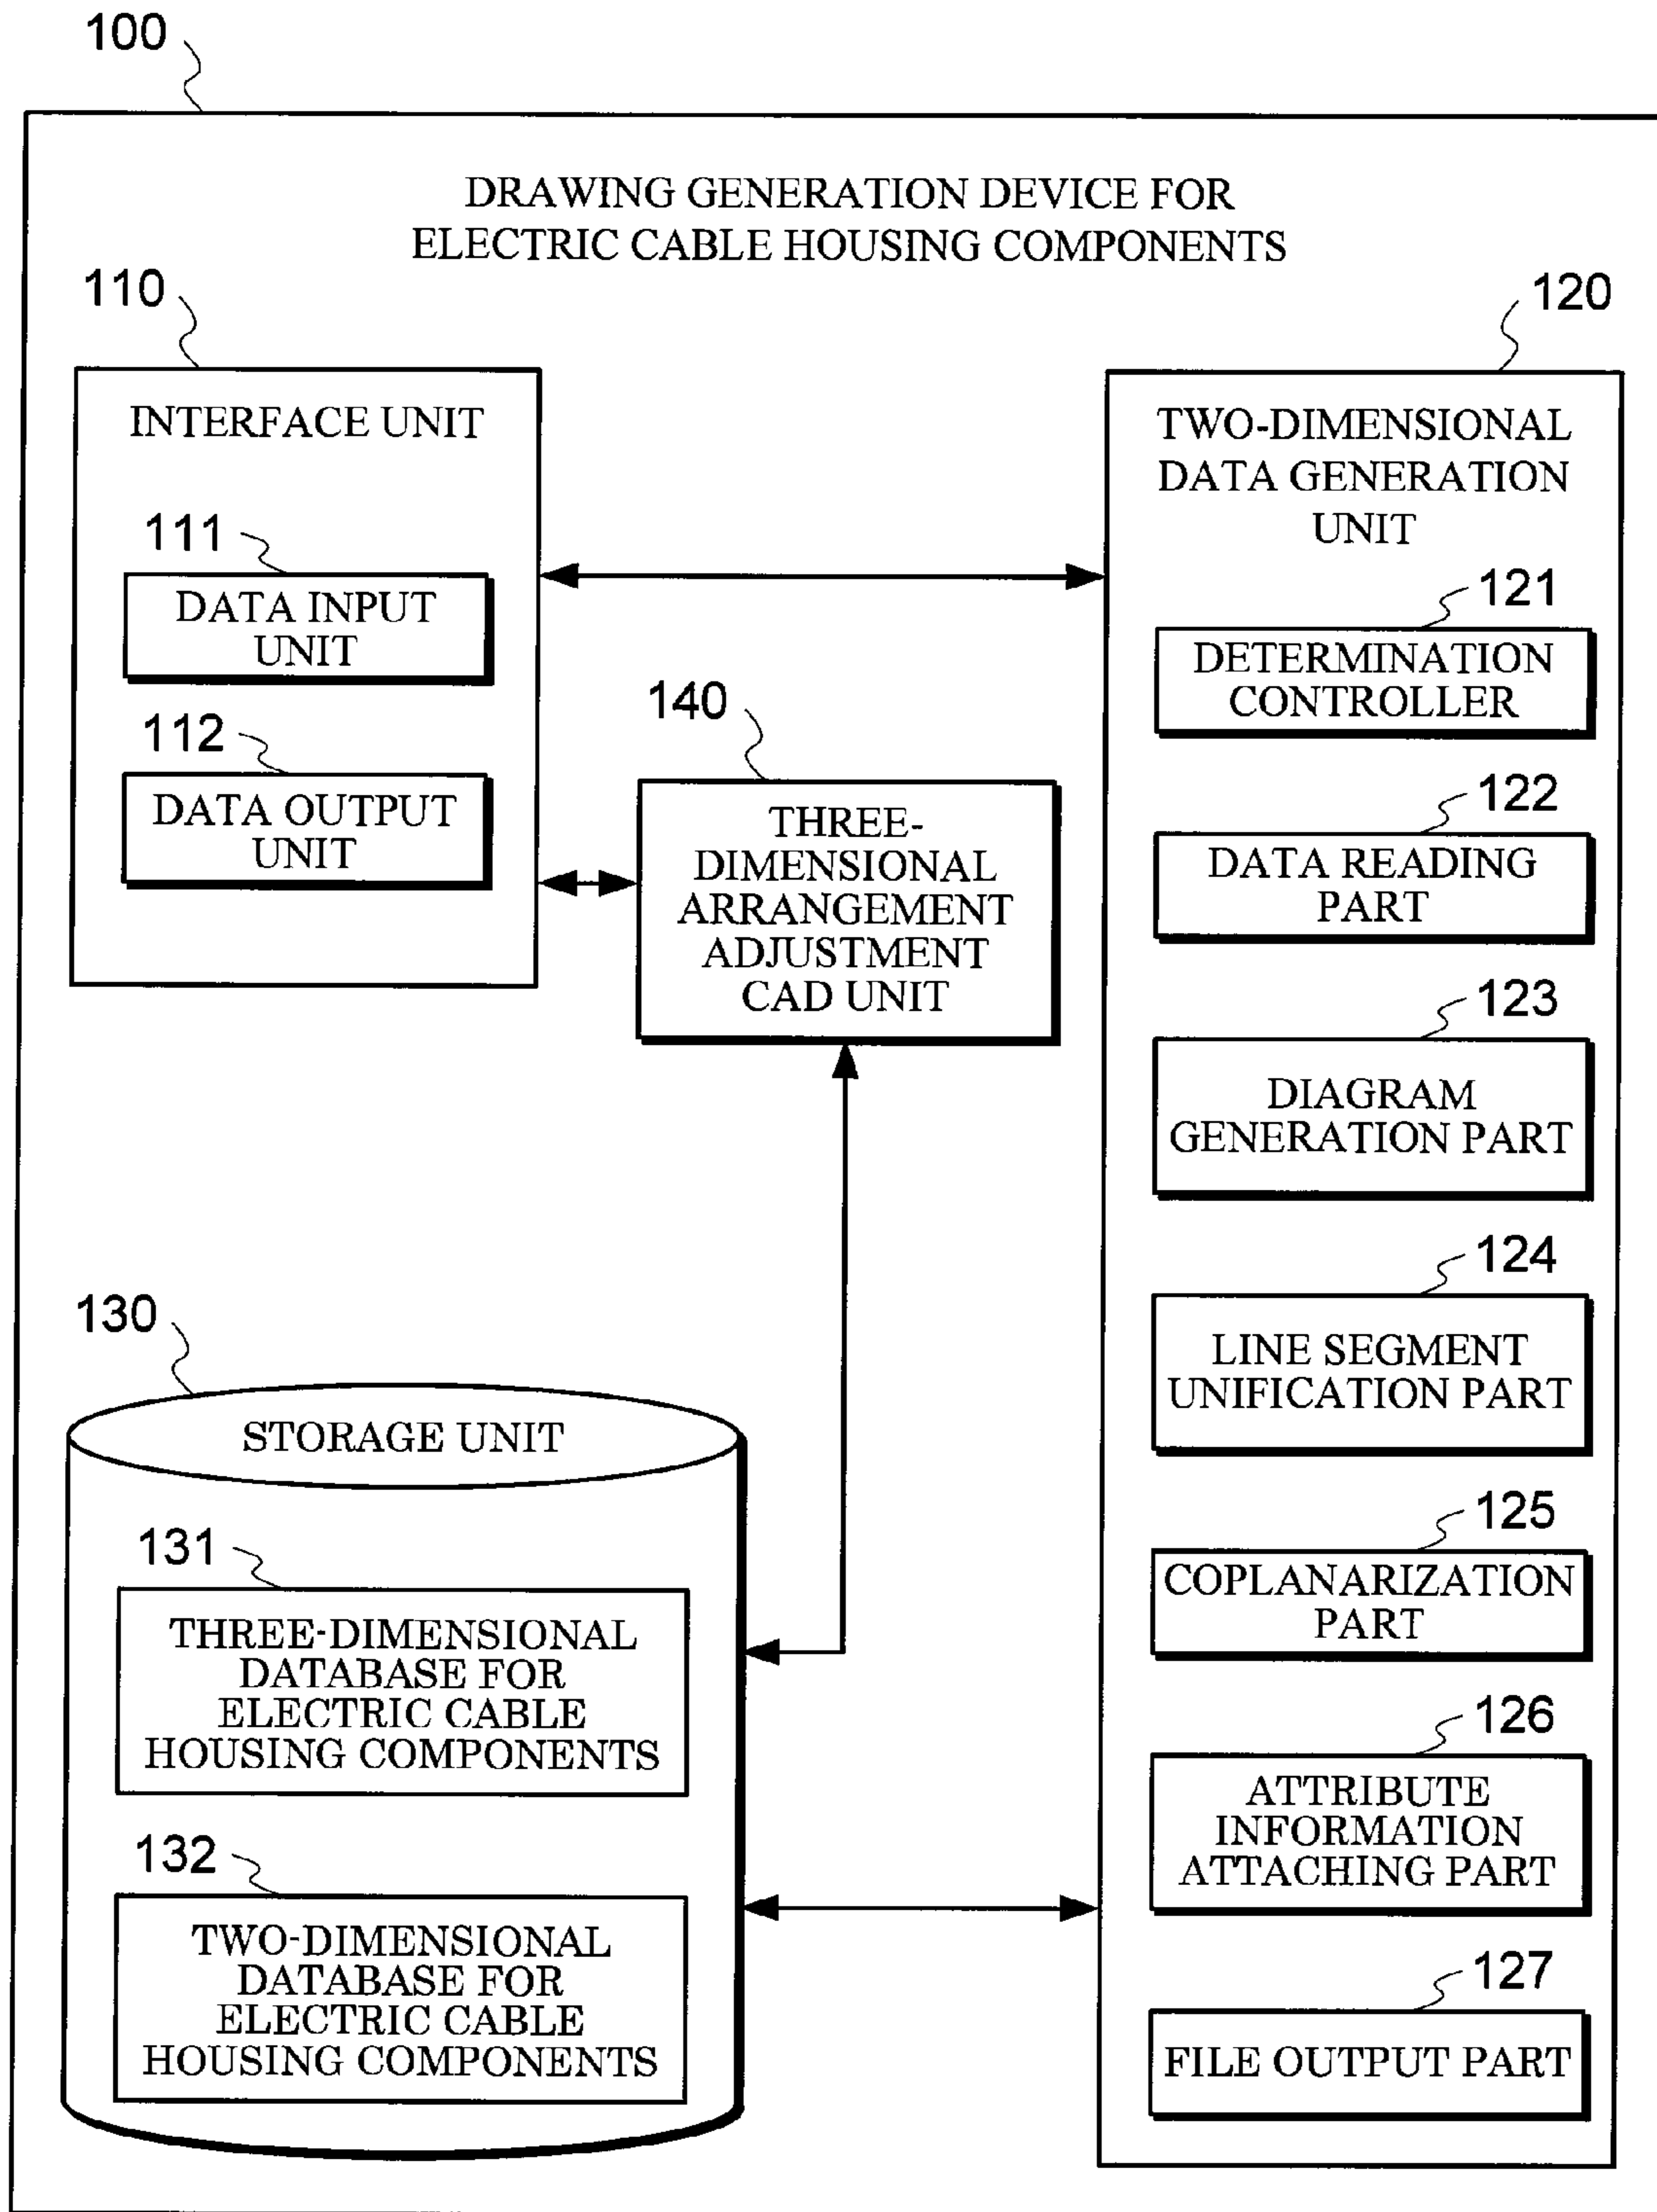 100
DRAWING GENERATION DEVICE FOR
ELECTRIC CABLE HOUSING COMPONENTS
110
INTERFACE UNIT
111
DATA INPUT
UNIT
112
DATA OUTPUT
UNIT
140
THREE-
DIMENSIONAL
ARRANGEMENT
ADJUSTMENT
CAD UNIT
120
TWO-DIMENSIONAL
DATA GENERATION
UNIT
121
DETERMINATION
CONTROLLER
122
DATA READING
PART
123
DIAGRAM
GENERATION PART
124
LINE SEGMENT
UNIFICATION PART
125
COPLANARIZATION
PART
126
ATTRIBUTE
INFORMATION
ATTACHING PART
127
FILE OUTPUT PART
130
STORAGE UNIT
131
THREE-DIMENSIONAL
DATABASE FOR
ELECTRIC CABLE
HOUSING COMPONENTS
132
TWO-DIMENSIONAL
DATABASE FOR
ELECTRIC CABLE
HOUSING COMPONENTS